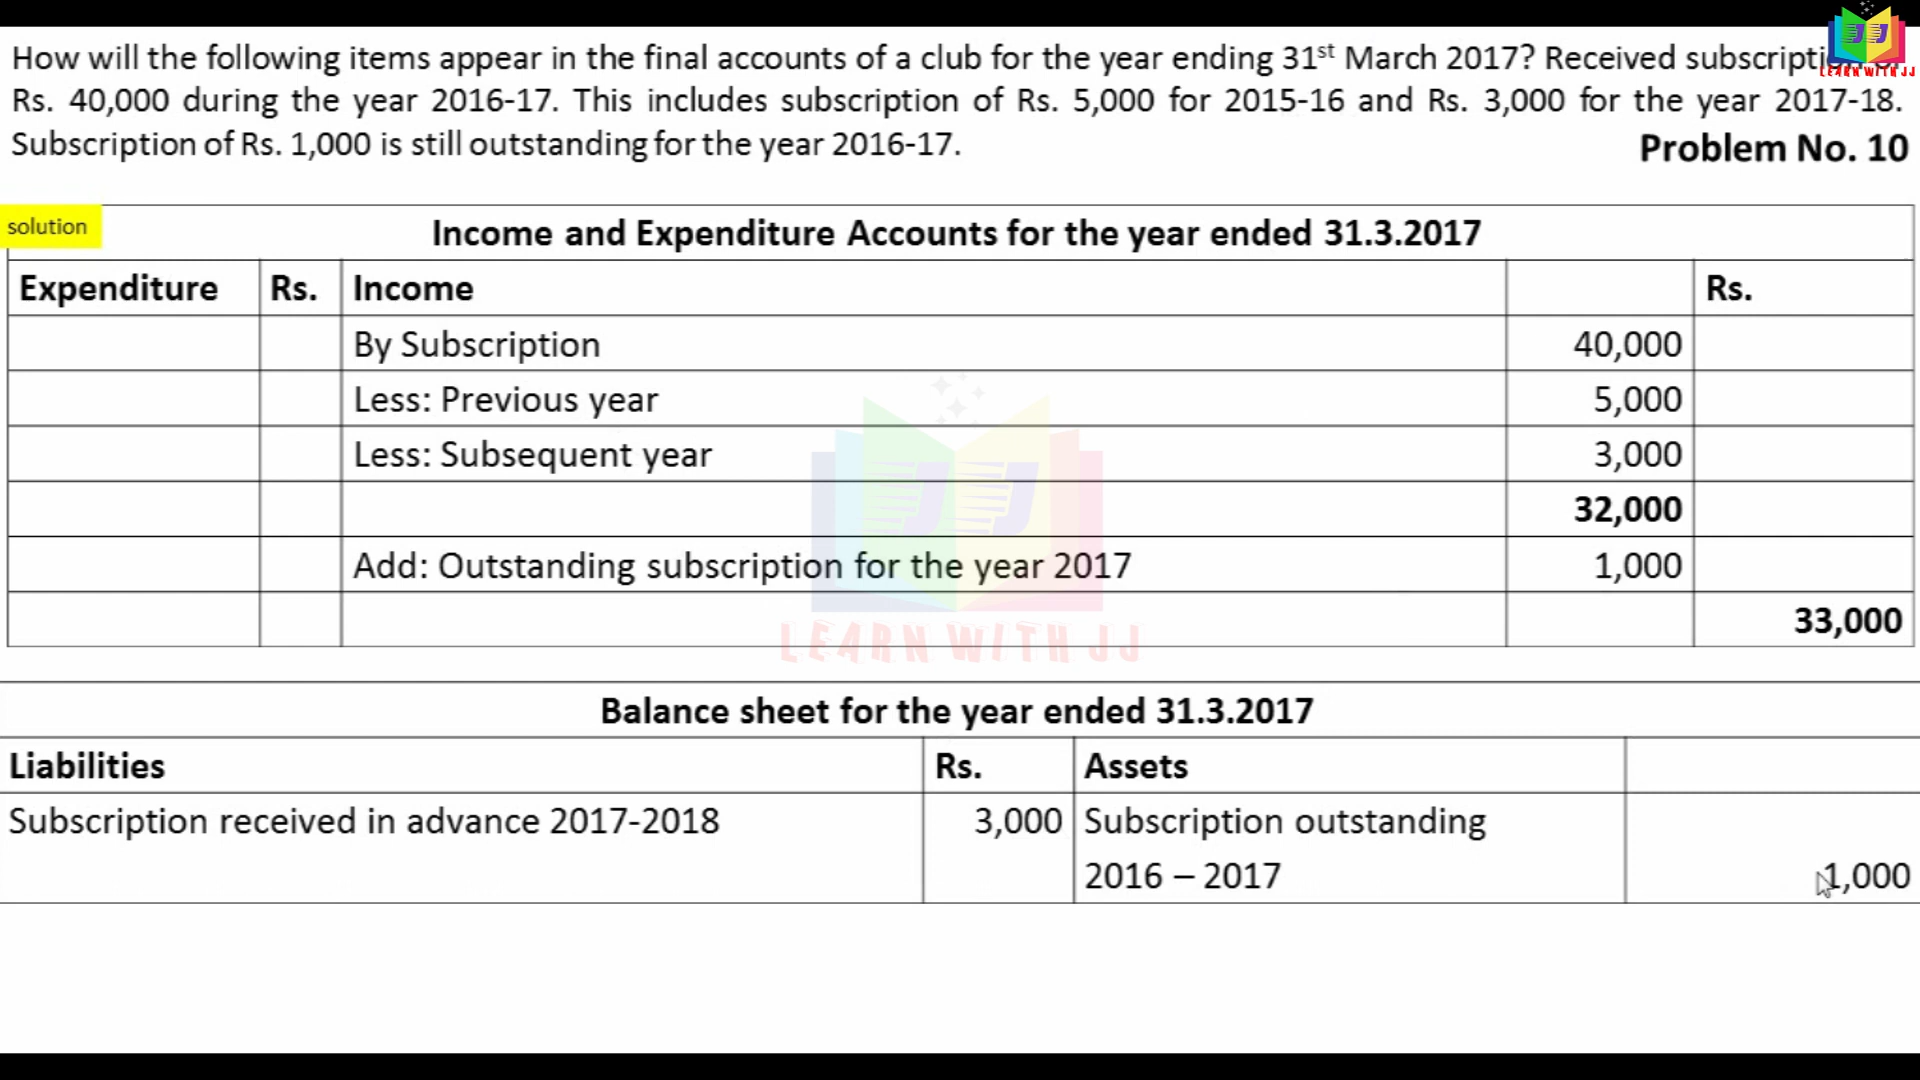 How will the following items appear in the final accounts of a club for the year ending 31st March 2017? Received
Rs. 40,000 during the year 2016-17. This includes subscription of Rs. 5,000 for 2015-16 and Rs. 3,000 for the year 2017-18.
Subscription of Rs. 1,000 is still outstanding for the year 2016-17.
Problem No. 10
JJ
LEARN WITH JJ
solution
Income and Expenditure Accounts for the year ended 31.3.2017
Expenditure Rs. Income Rs.
By Subscription 40,000
Less: Previous year 5,000
Less: Subsequent year 3,000
32,000
Add: Outstanding subscription for the year 2017 1,000
33,000
JJ
LEARN WITH JJ
Balance sheet for the year ended 31.3.2017
Liabilities Rs. Assets
Subscription received in advance 2017-2018 3,000 Subscription outstanding
2016 – 2017 1,000